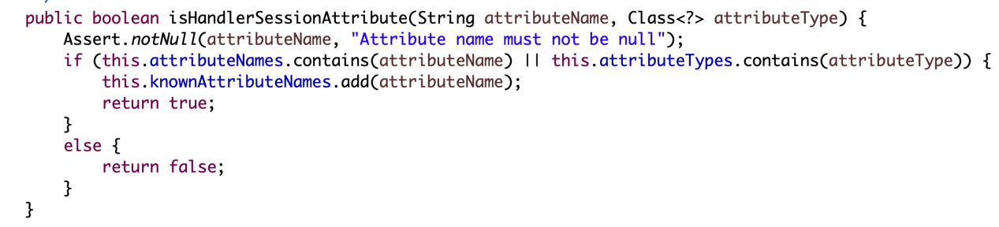 public boolean isHandlerSessionAttribute(String attributeName, Class<?> attributeType) {
    Assert.notNull(attributeName, "Attribute name must not be null");
    if (this.attributeNames.contains(attributeName) || this.attributeTypes.contains(attributeType)) {
        this.knownAttributeNames.add(attributeName);
        return true;
    }
    else {
        return false;
    }
}